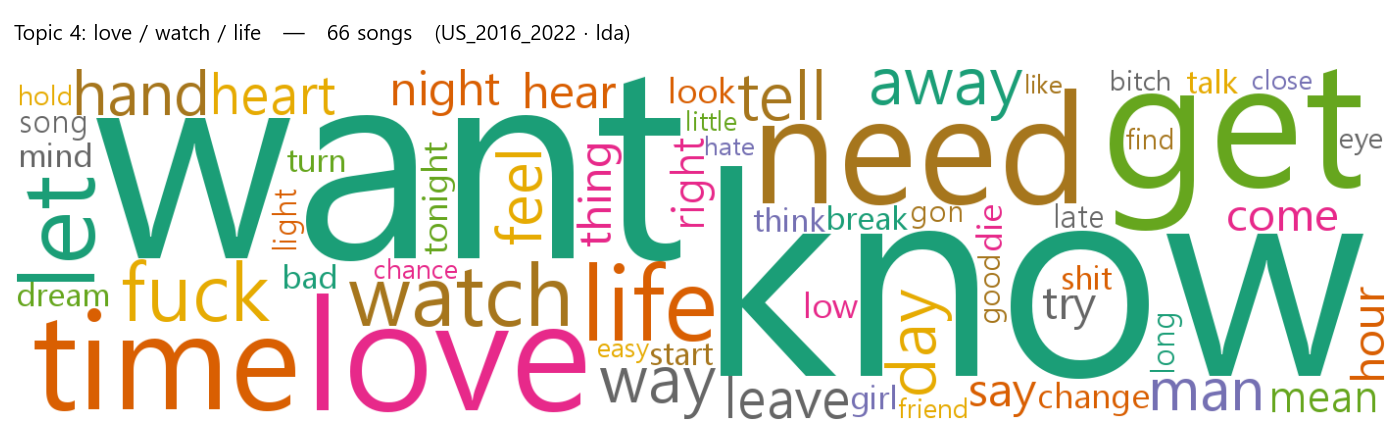 Topic 4: love / watch / life — 66 songs (US_2016_2022 · lda)
hold hand heart night hear look tell away like bitch talk close
song want little need get find eye
mind turn tonight feel thing right hate
let light think break gon die late come
dream fuck bad chance watch life know low good shit try long hour
time love easy start way day
leave girl friend say change man mean